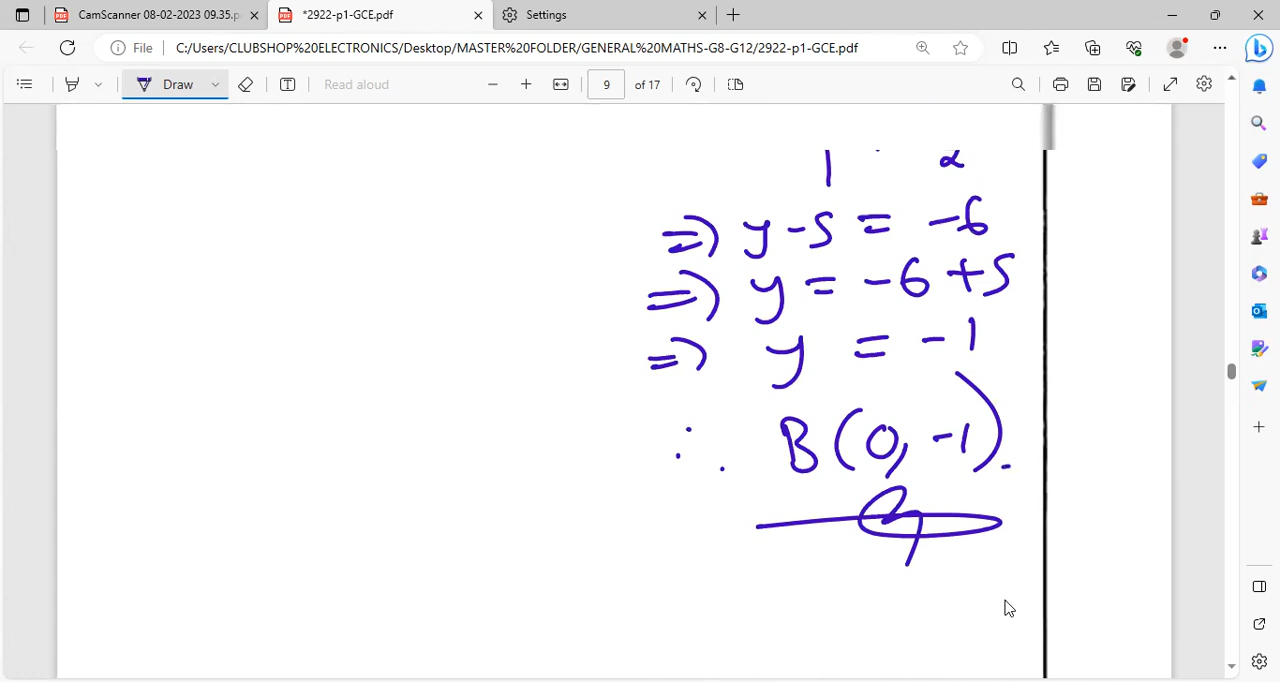 CamScanner 08-02-2023 09.35.p
*2922-p1-GCE.pdf
Settings
File
C:/Users/CLUBSHOP%20ELECTRONICS/Desktop/MASTER%20FOLDER/GENERAL%20MATHS-G8-G12/2922-p1-GCE.pdf
Draw
Read aloud
9 of 17
⇒ y-5 = -6
⇒ y = -6 + 5
⇒ y = -1
∴ B(0, -1).